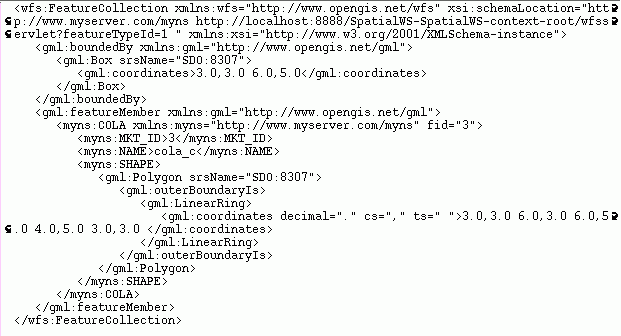 <wfs:FeatureCollection xmlns:wfs="http://www.opengis.net/wfs" xsi:schemaLocation="htt
p://www.myserver.com/myns http://localhost:8888/SpatialWS-SpatialWS-context-root/wfss
ervlet?featureTypeId=1 " xmlns:xsi="http://www.w3.org/2001/XMLSchema-instance">
<gml:boundedBy xmlns:gml="http://www.opengis.net/gml">
<gml:Box srsName="SDO:8307">
<gml:coordinates>3.0,3.0 6.0,5.0</gml:coordinates>
</gml:Box>
</gml:boundedBy>
<gml:featureMember xmlns:gml="http://www.opengis.net/gml">
<myns:COLA xmlns:myns="http://www.myserver.com/myns" fid="3">
<myns:MKT_ID>3</myns:MKT_ID>
<myns:NAME>cola_c</myns:NAME>
<myns:SHAPE>
<gml:Polygon srsName="SDO:8307">
<gml:outerBoundaryIs>
<gml:LinearRing>
<gml:coordinates decimal="." cs="," ts=" ">3.0,3.0 6.0,3.0 6.0,5
.0 4.0,5.0 3.0,3.0 </gml:coordinates>
</gml:LinearRing>
</gml:outerBoundaryIs>
</gml:Polygon>
</myns:SHAPE>
</myns:COLA>
</gml:featureMember>
</wfs:FeatureCollection>